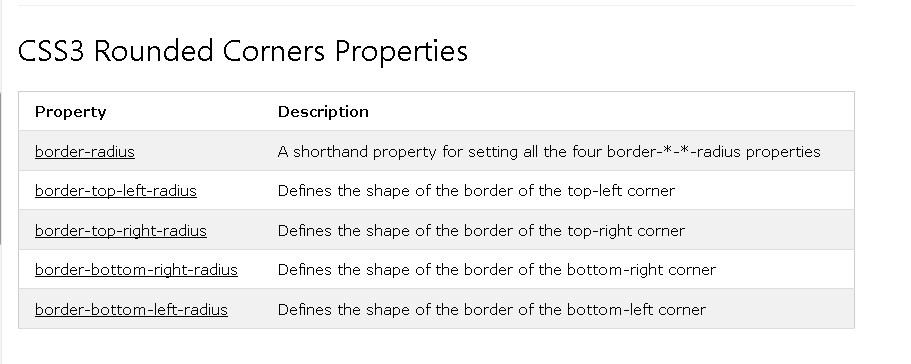 CSS3 Rounded Corners Properties
Property Description
border-radius A shorthand property for setting all the four border-*-*-radius properties
border-top-left-radius Defines the shape of the border of the top-left corner
border-top-right-radius Defines the shape of the border of the top-right corner
border-bottom-right-radius Defines the shape of the border of the bottom-right corner
border-bottom-left-radius Defines the shape of the border of the bottom-left corner